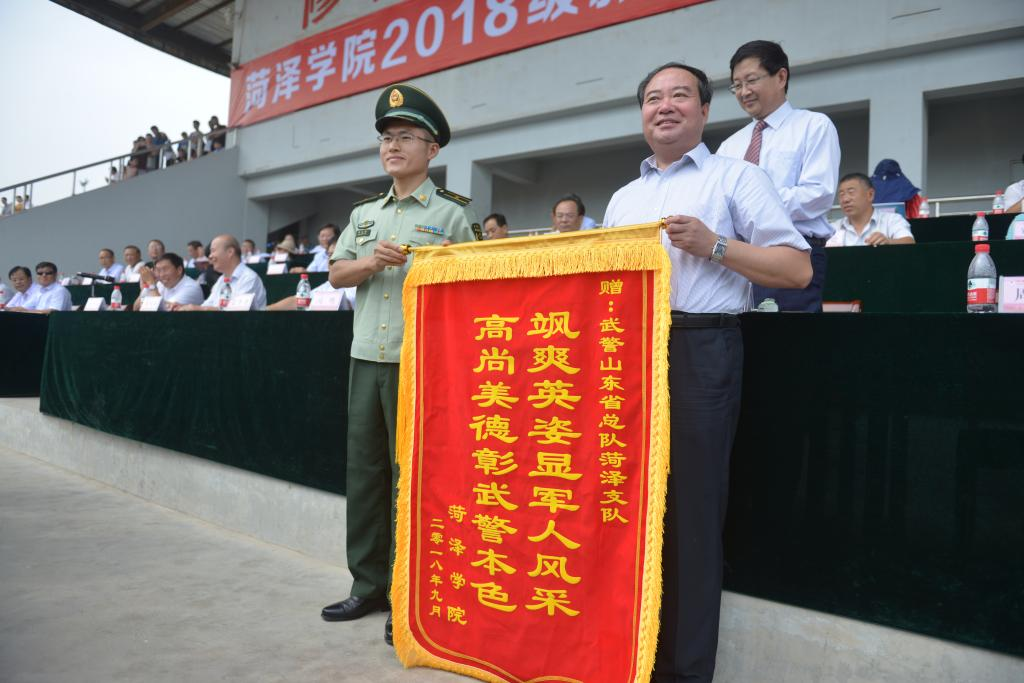 菏泽学院2018级
赠：武警山东省总队菏泽支队
飒爽英姿显军人风采
高尚美德彰武警本色
菏泽学院
二零一八年九月